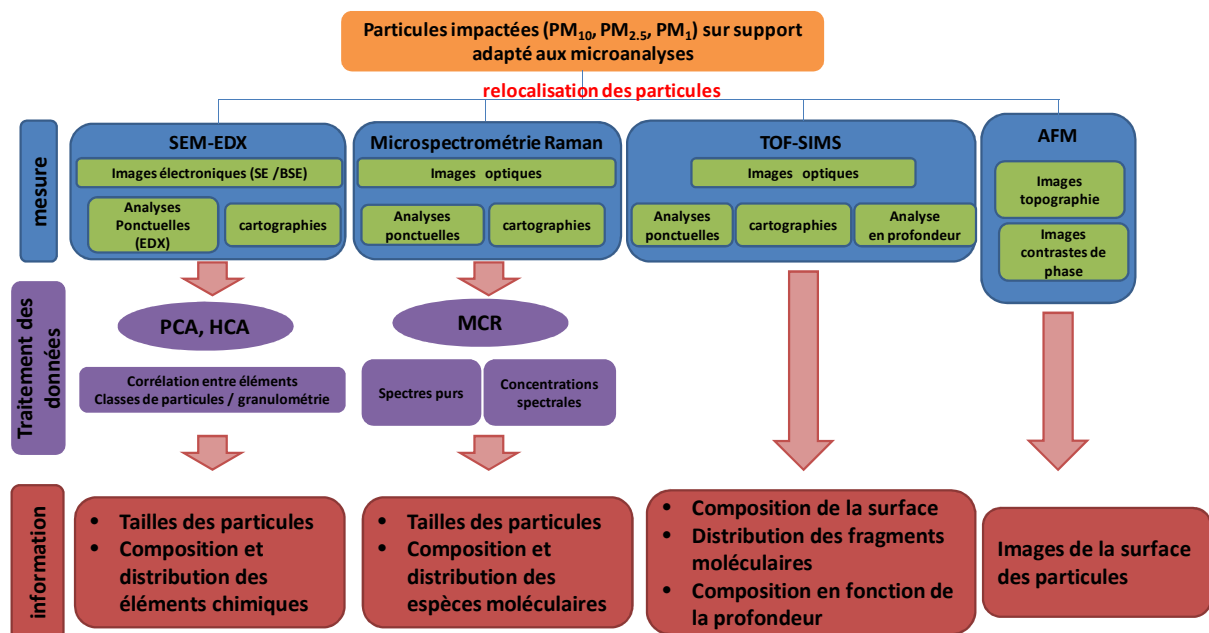 Particules impactées (PM10, PM2.5, PM1) sur support
adapté aux microanalyses
relocalisation des particules
mesure
SEM-EDX
Images électroniques (SE /BSE)
Analyses
Ponctuelles
(EDX)
cartographies
Microspectrométrie Raman
Images optiques
Analyses
ponctuelles
cartographies
TOF-SIMS
Images optiques
Analyses
ponctuelles
cartographies
Analyse
en profondeur
AFM
Images
topographie
Images
contrastes de
phase
Traitement des
données
PCA, HCA
Corrélation entre éléments
Classes de particules / granulométrie
MCR
Spectres purs
Concentrations
spectrales
information
• Tailles des particules
• Composition et
distribution des
éléments chimiques
• Tailles des particules
• Composition et
distribution des
espèces moléculaires
• Composition de la surface
• Distribution des fragments
moléculaires
• Composition en fonction de
la profondeur
Images de la surface
des particules